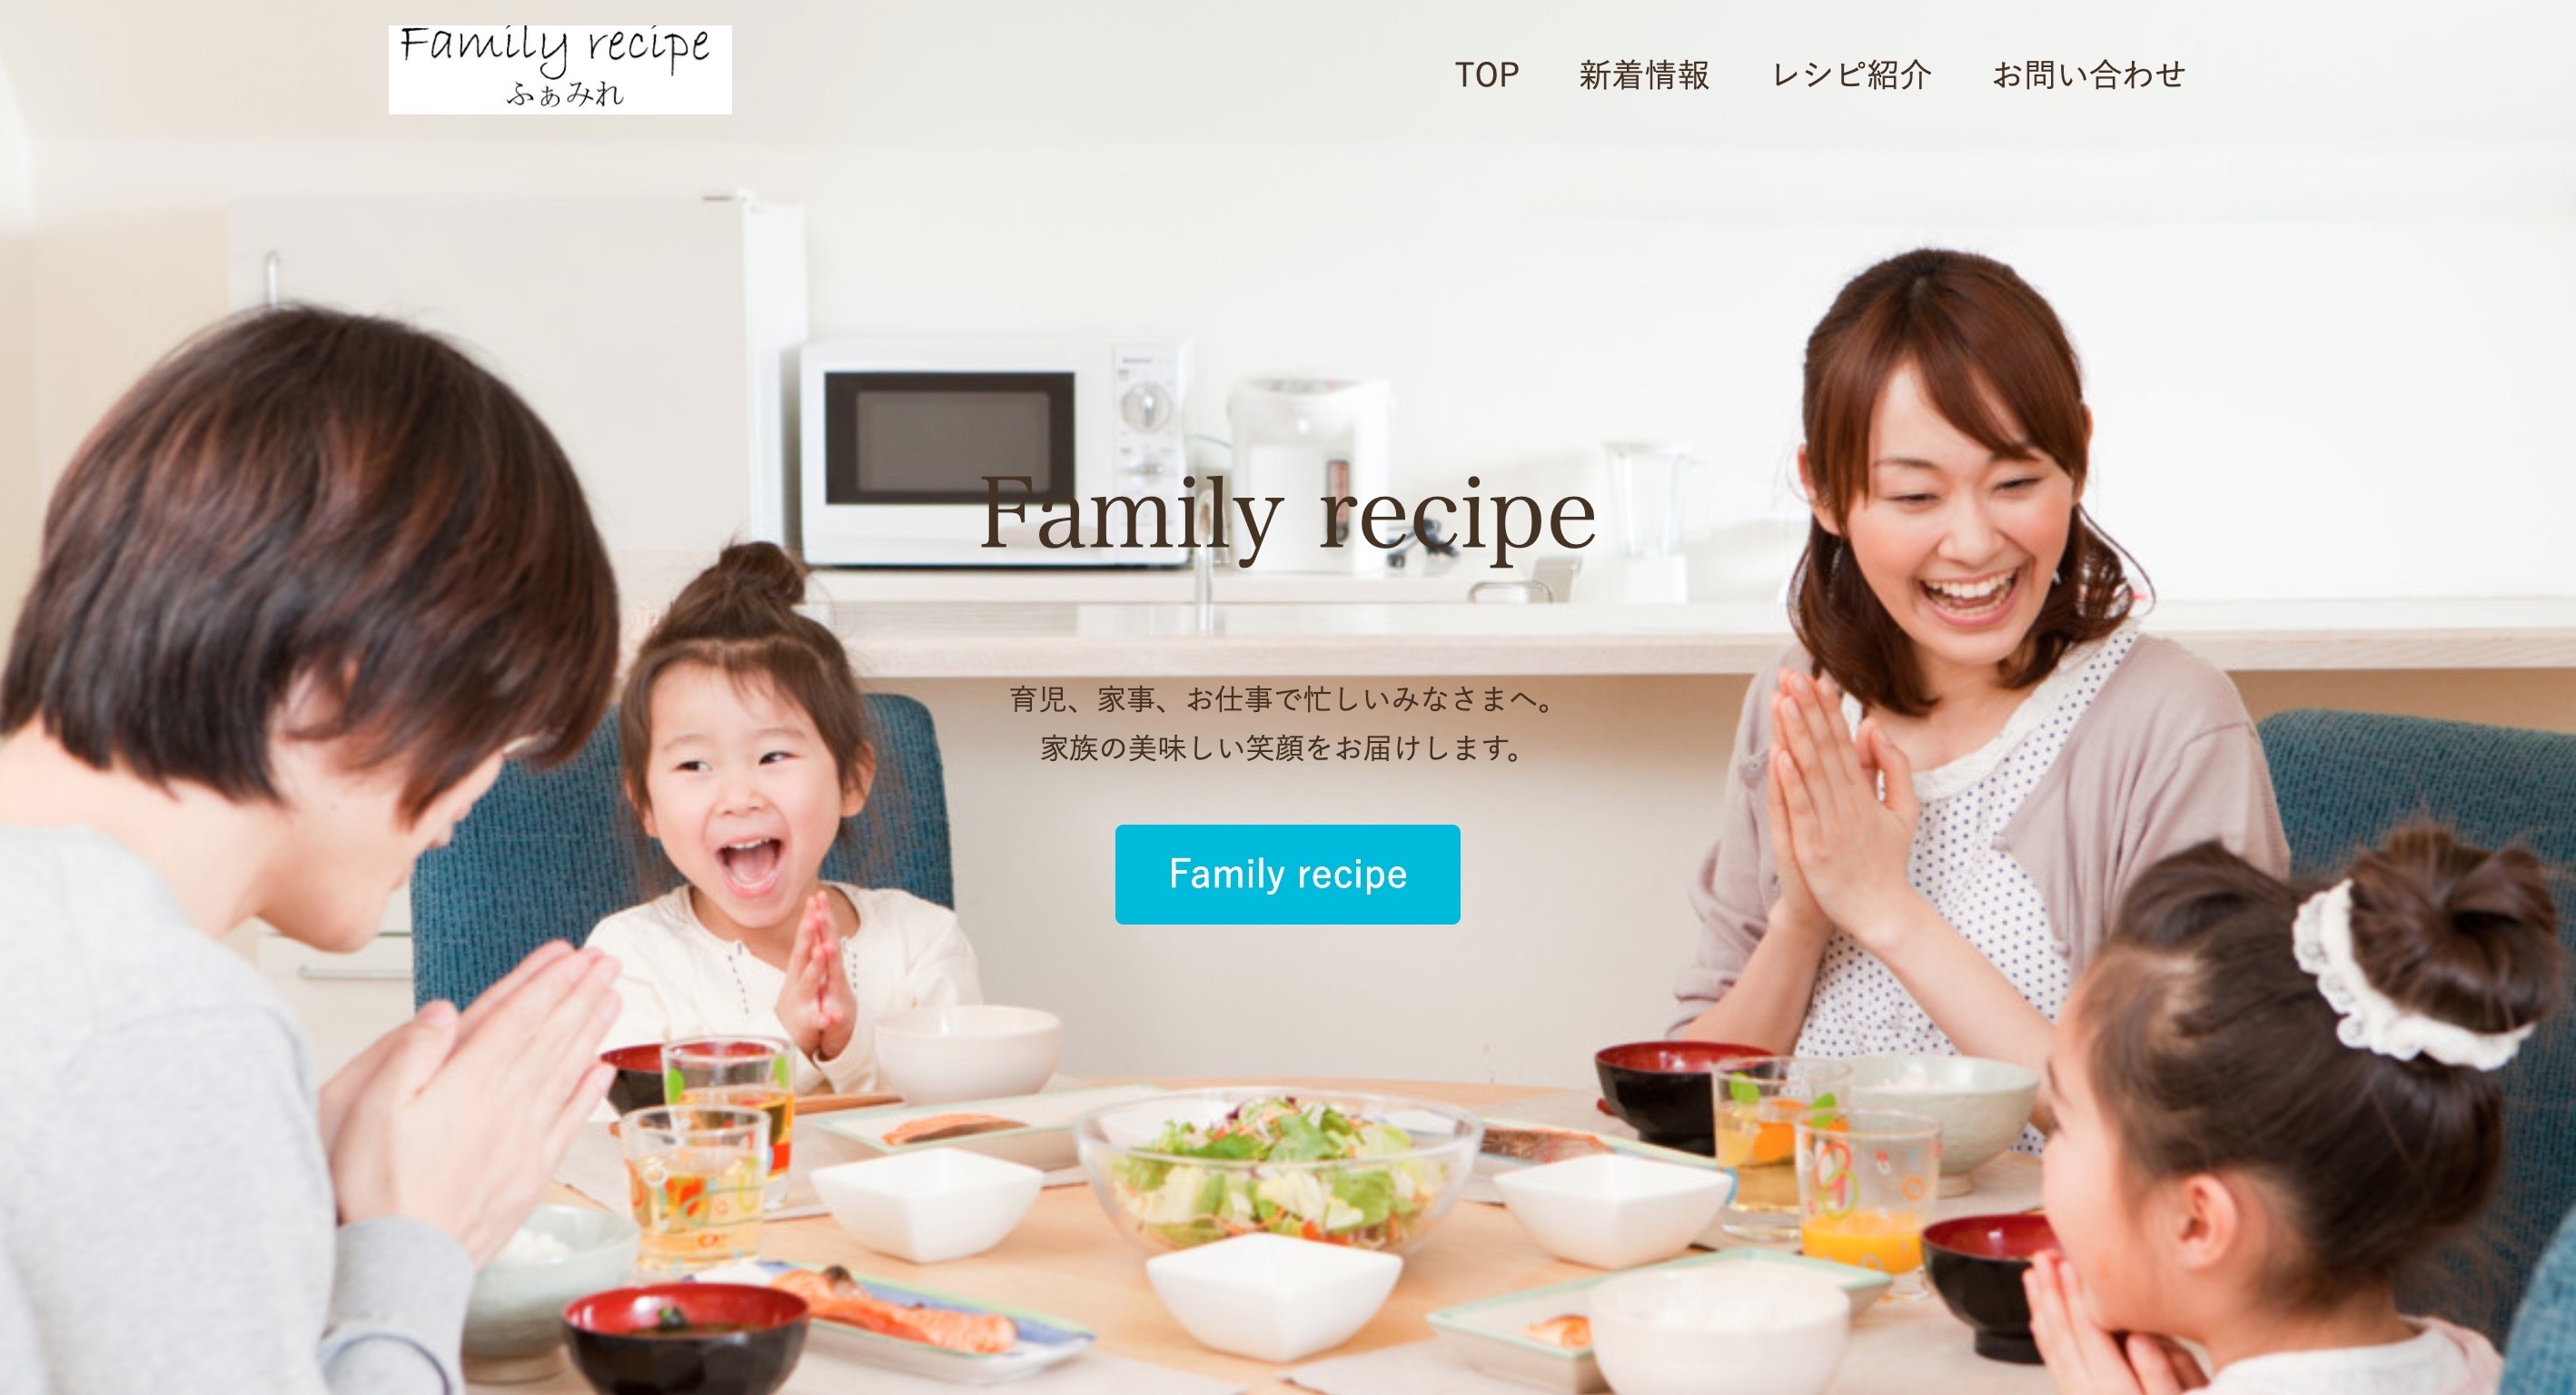 Family recipe
ふぁみれ
TOP 新着情報 レシピ紹介 お問い合わせ
Family recipe
育児、家事、お仕事で忙しいみなさまへ。
家族の美味しい笑顔をお届けします。
Family recipe